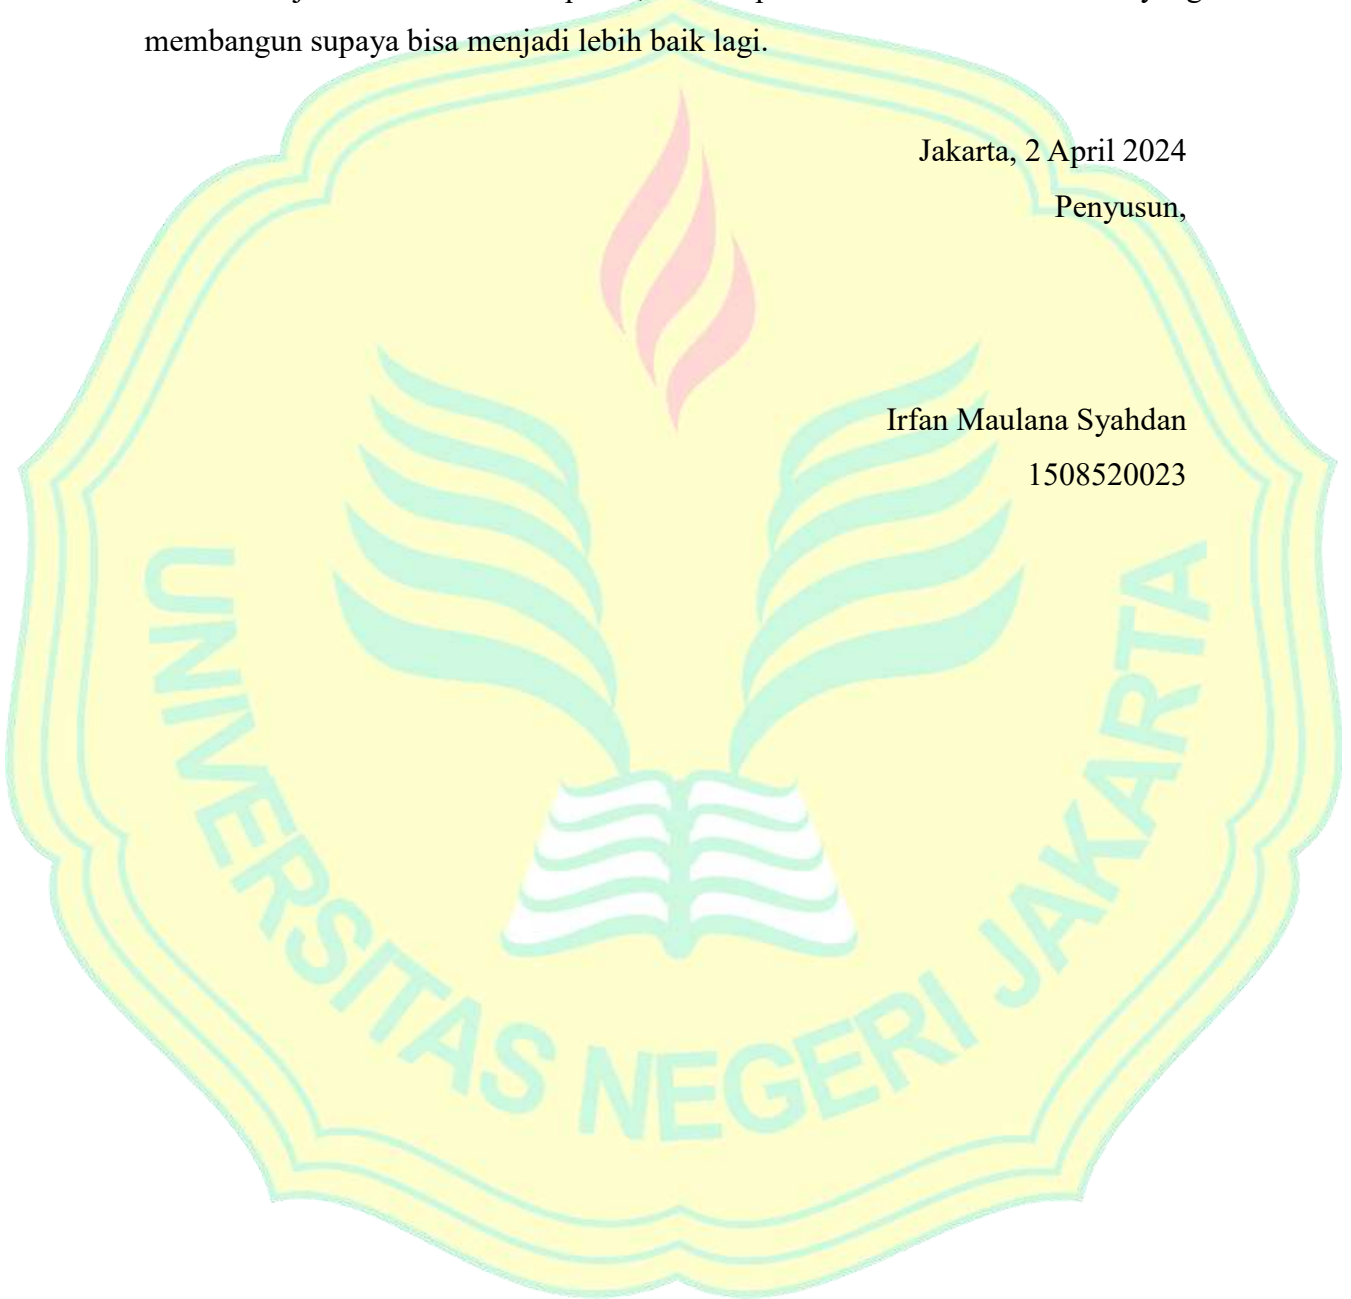 membangun supaya bisa menjadi lebih baik lagi.
Jakarta, 2 April 2024
Penyusun,
Irfan Maulana Syahdan
1508520023
UNIVERSITAS NEGERI JAKARTA